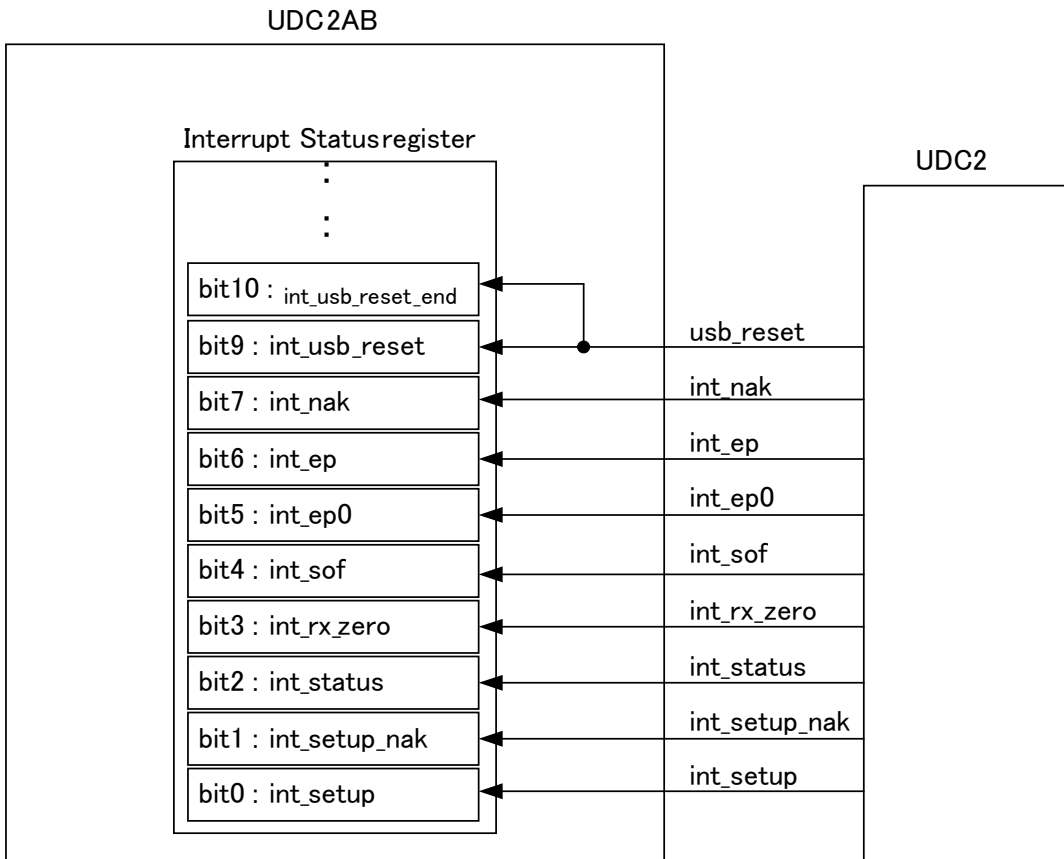 UDC2AB
Interrupt Statusregister
UDC2
:
:
bit10 : int_usb_reset_end
bit9 : int_usb_reset
usb_reset
bit7 : int_nak
int_nak
bit6 : int_ep
int_ep
bit5 : int_ep0
int_ep0
bit4 : int_sof
int_sof
bit3 : int_rx_zero
int_rx_zero
bit2 : int_status
int_status
bit1 : int_setup_nak
int_setup_nak
bit0 : int_setup
int_setup